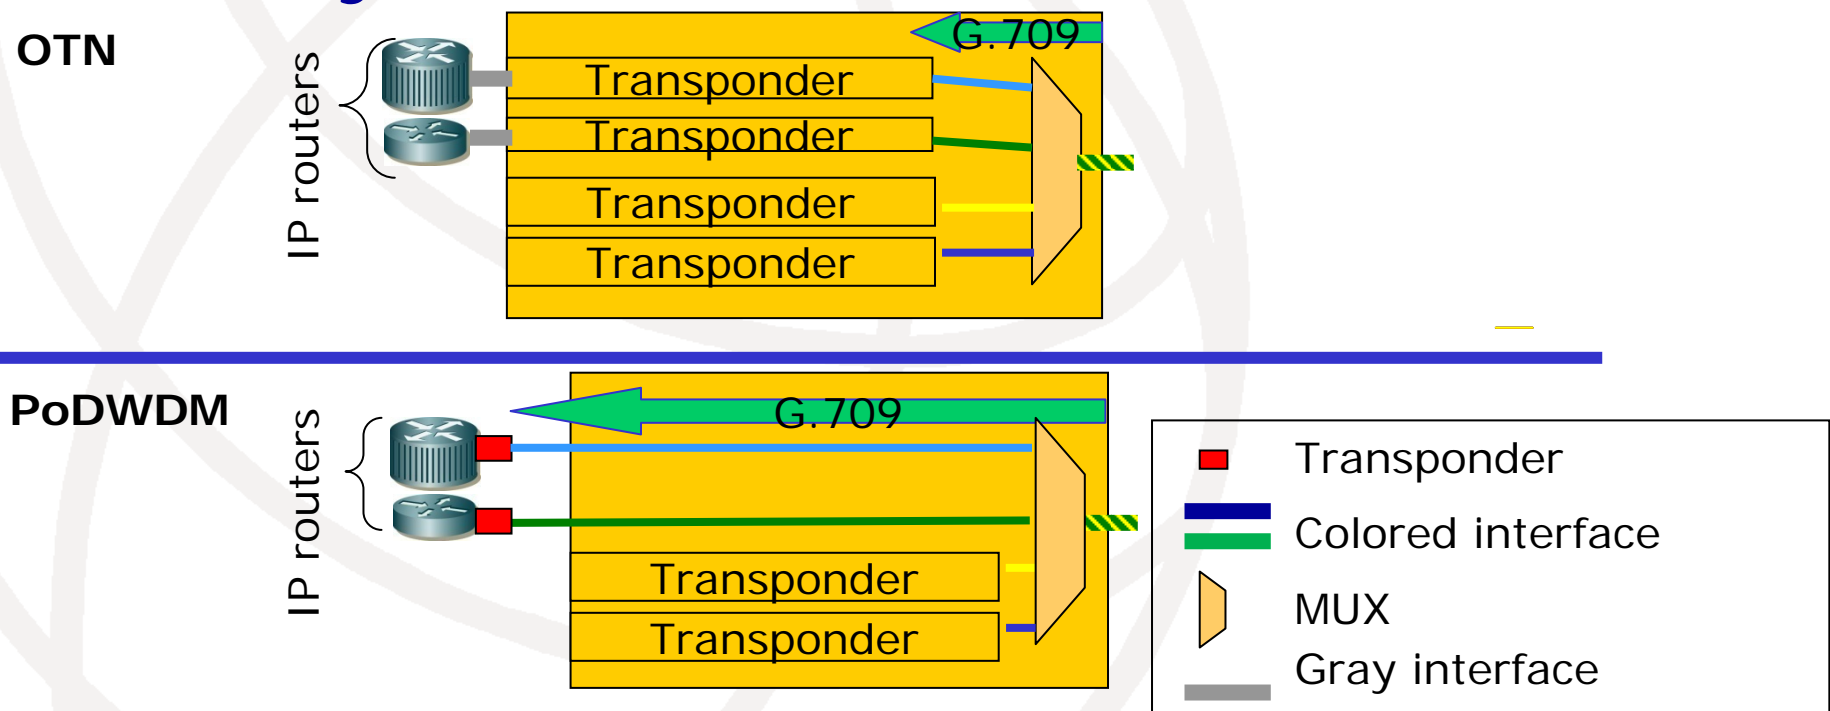 OTN
IP routers
G.709
Transponder
Transponder
Transponder
Transponder
PoDWDM
IP routers
G.709
Transponder
Transponder
Transponder
Colored interface
MUX
Gray interface